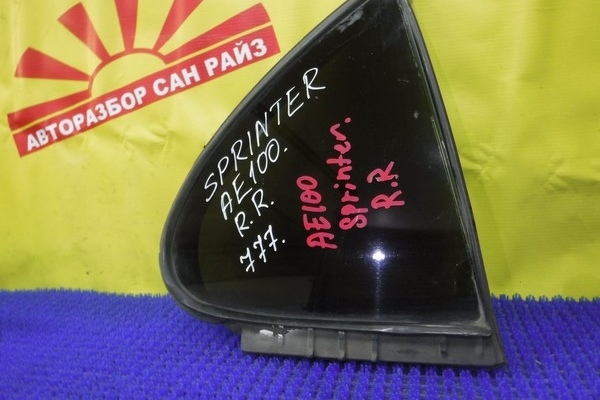 АВТОРАЗБОР САН РАЙЗ
SPRINTER
AE100.
R.R.
777.
AE100
Sprinter.
R.R